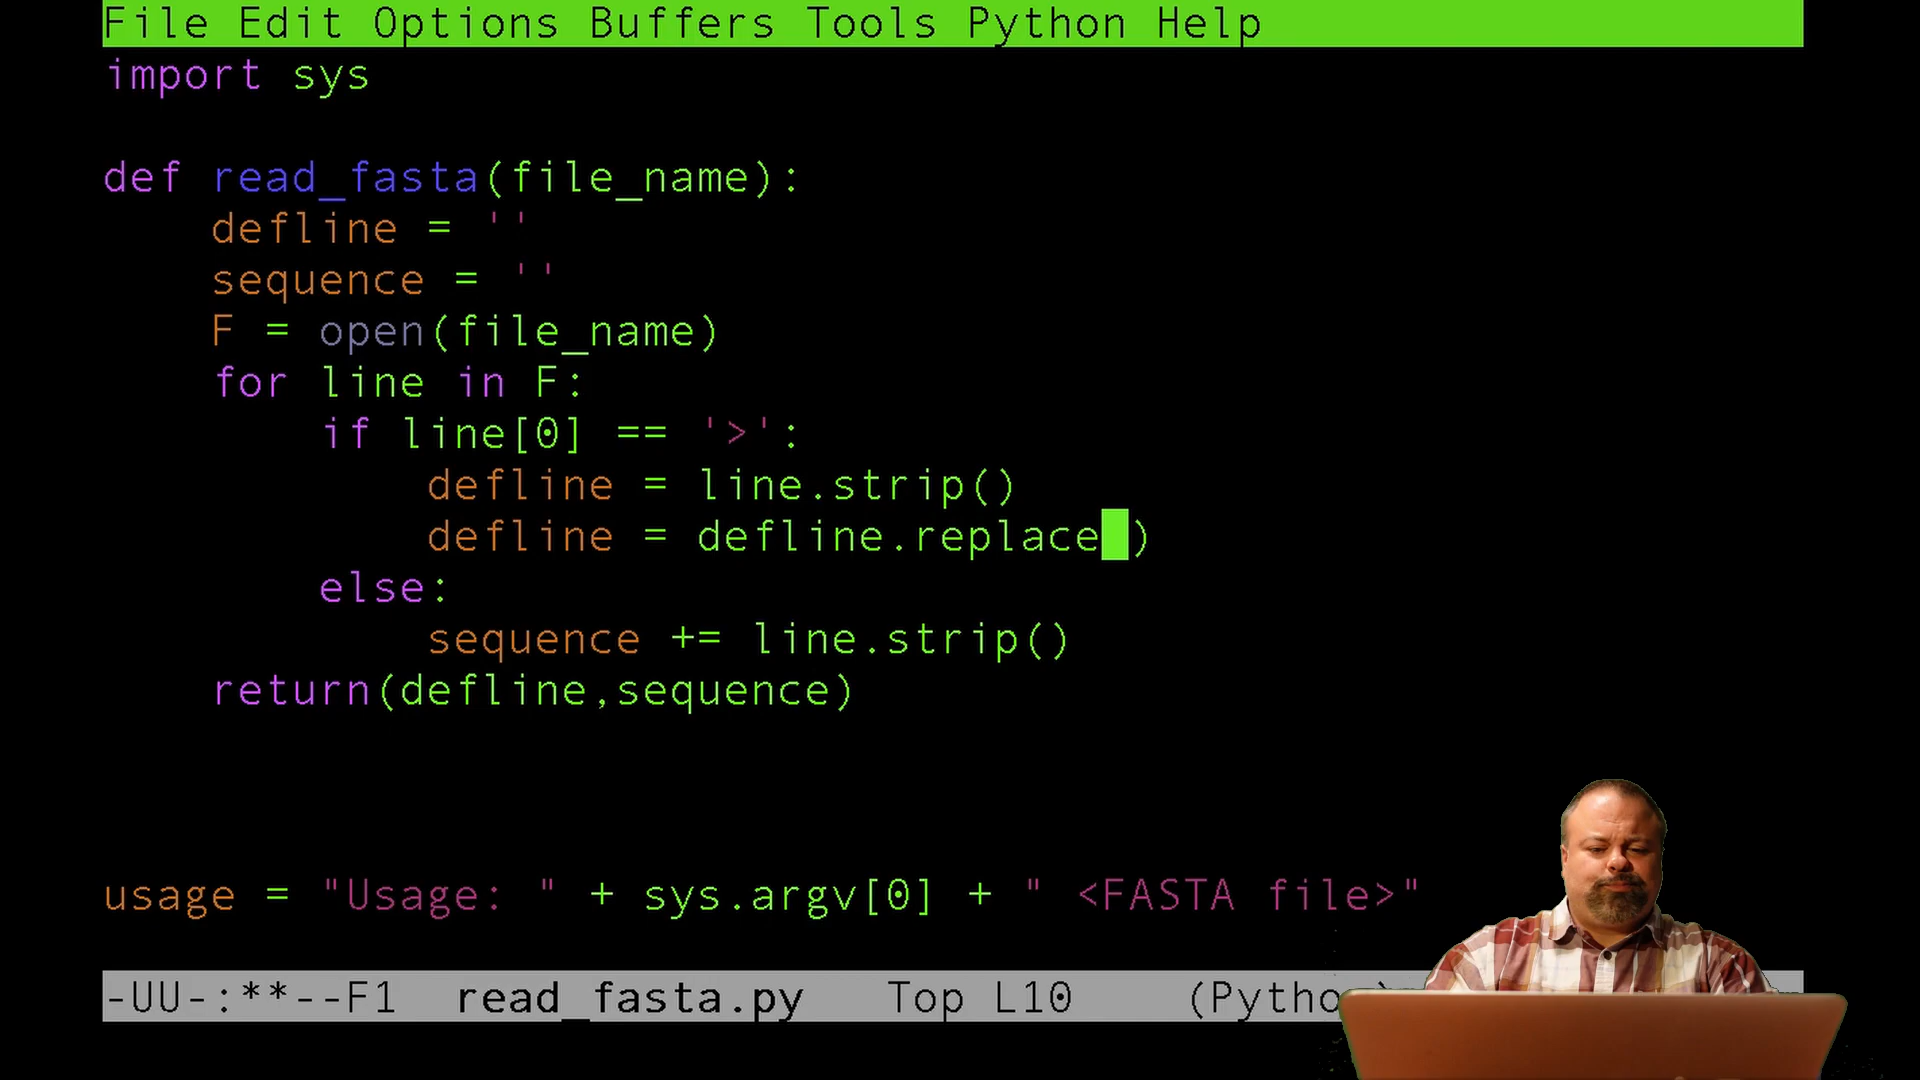 File Edit Options Buffers Tools Python Help
import sys
def read_fasta(file_name):
defline = ''
sequence = ''
F = open(file_name)
for line in F:
if line[0] == '>':
defline = line.strip()
defline = defline.replace )
else:
sequence += line.strip()
return(defline,sequence)
usage = "Usage: " + sys.argv[0] + " <FASTA file>"
-UU-:**--F1 read_fasta.py Top L10 (Pytho